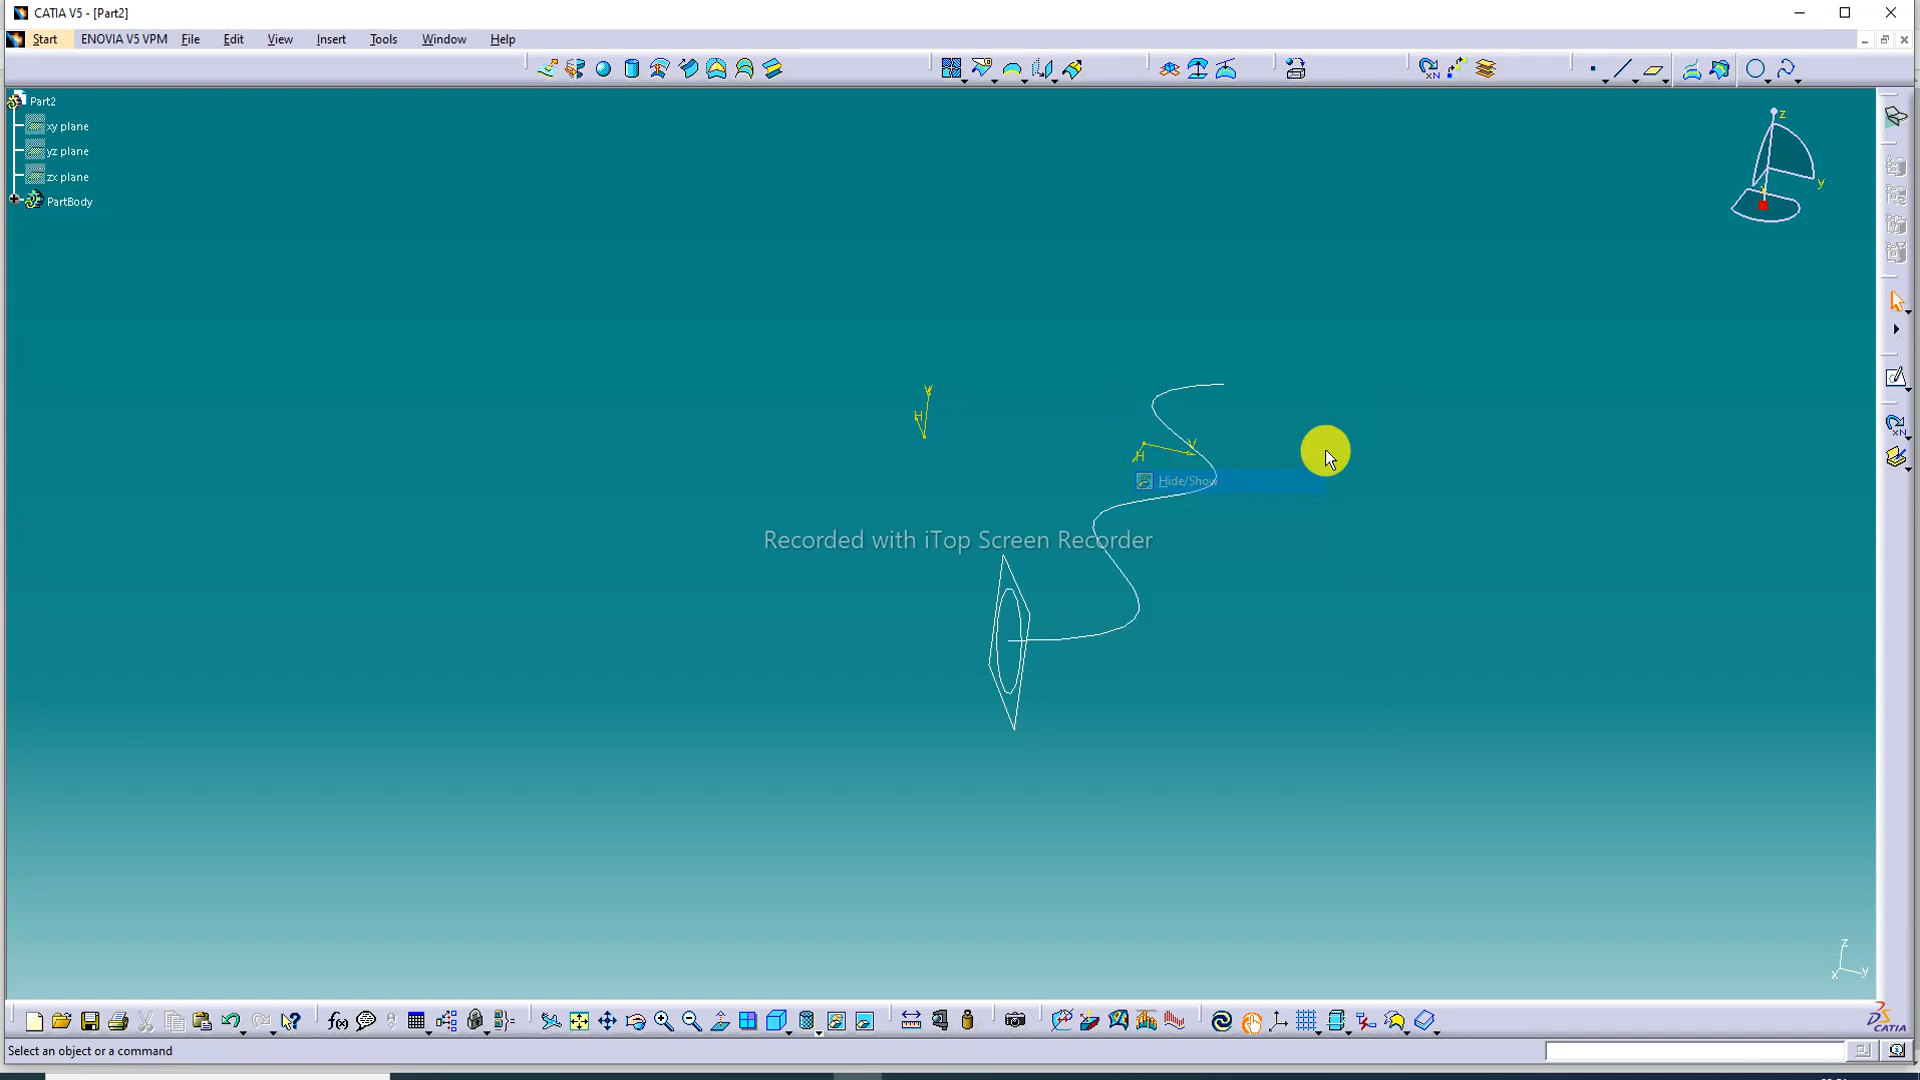 CATIA V5 - [Part2]
Start ENOVIA V5 VPM File Edit View Insert Tools Window Help
Part2
xy plane
yz plane
zx plane
PartBody
z
y
V
H
V
H
Hide/Show
Recorded with iTop Screen Recorder
z
x y
CATIA
Select an object or a command